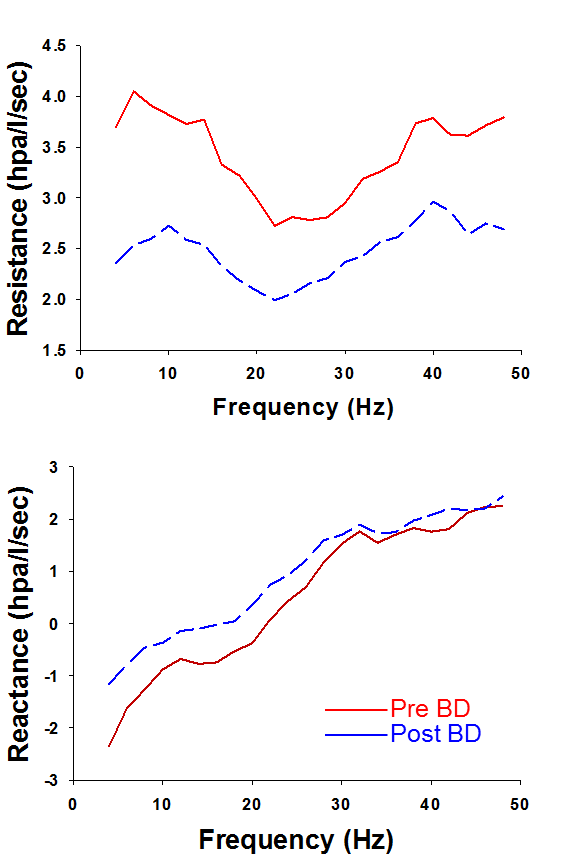 Resistance (hpa/l/sec)
4.5
4.0
3.5
3.0
2.5
2.0
1.5
0 10 20 30 40 50
Frequency (Hz)
Reactance (hpa/l/sec)
3
2
1
0
-1
-2
-3
Pre BD
Post BD
0 10 20 30 40 50
Frequency (Hz)